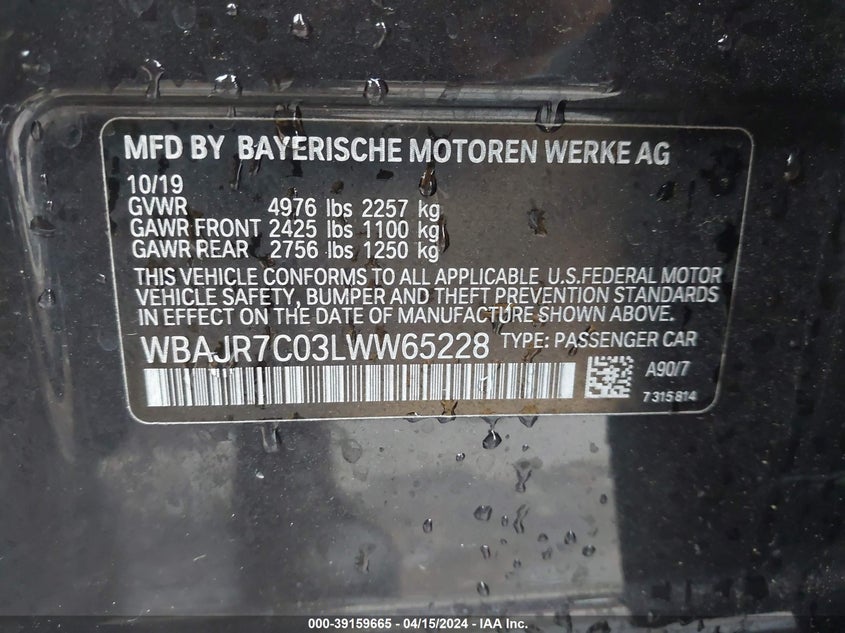 MFD BY BAYERISCHE MOTOREN WERKE AG
10/19
GVWR 4976 lbs 2257 kg
GAWR FRONT 2425 lbs 1100 kg
GAWR REAR 2756 lbs 1250 kg
THIS VEHICLE CONFORMS TO ALL APPLICABLE U.S.FEDERAL MOTOR
VEHICLE SAFETY, BUMPER AND THEFT PREVENTION STANDARDS
IN EFFECT ON THE DATE OF MANUFACTURE SHOWN ABOVE.
WBAJR7C03LWW65228 TYPE: PASSENGER CAR
A90/7
7315814
000-39159665 - 04/15/2024 - IAA Inc.